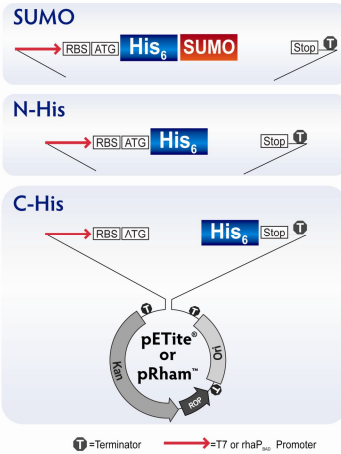 SUMO
RBS ATG His6 SUMO Stop T
N-His
RBS ATG His6 Stop T
C-His
RBS ATG His6 Stop T
T T
pETite®
or
pRham™
Kan Ori
ROP T
T =Terminator =T7 or rhaPBAD Promoter